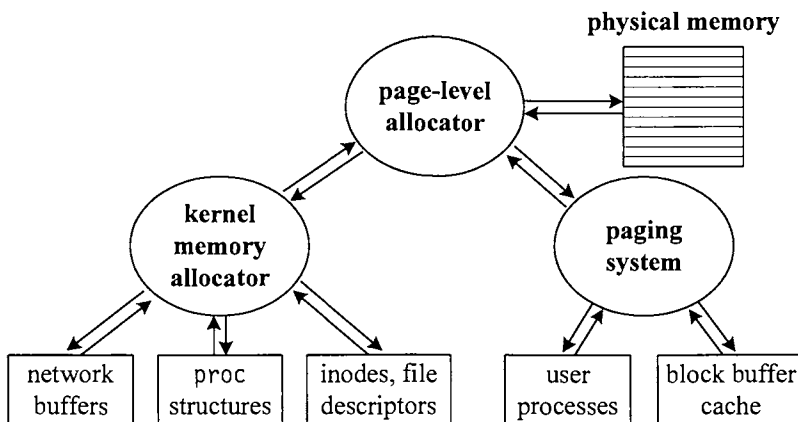 physical memory
page-level
allocator
kernel
memory
allocator
paging
system
network
buffers
proc
structures
inodes, file
descriptors
user
processes
block buffer
cache